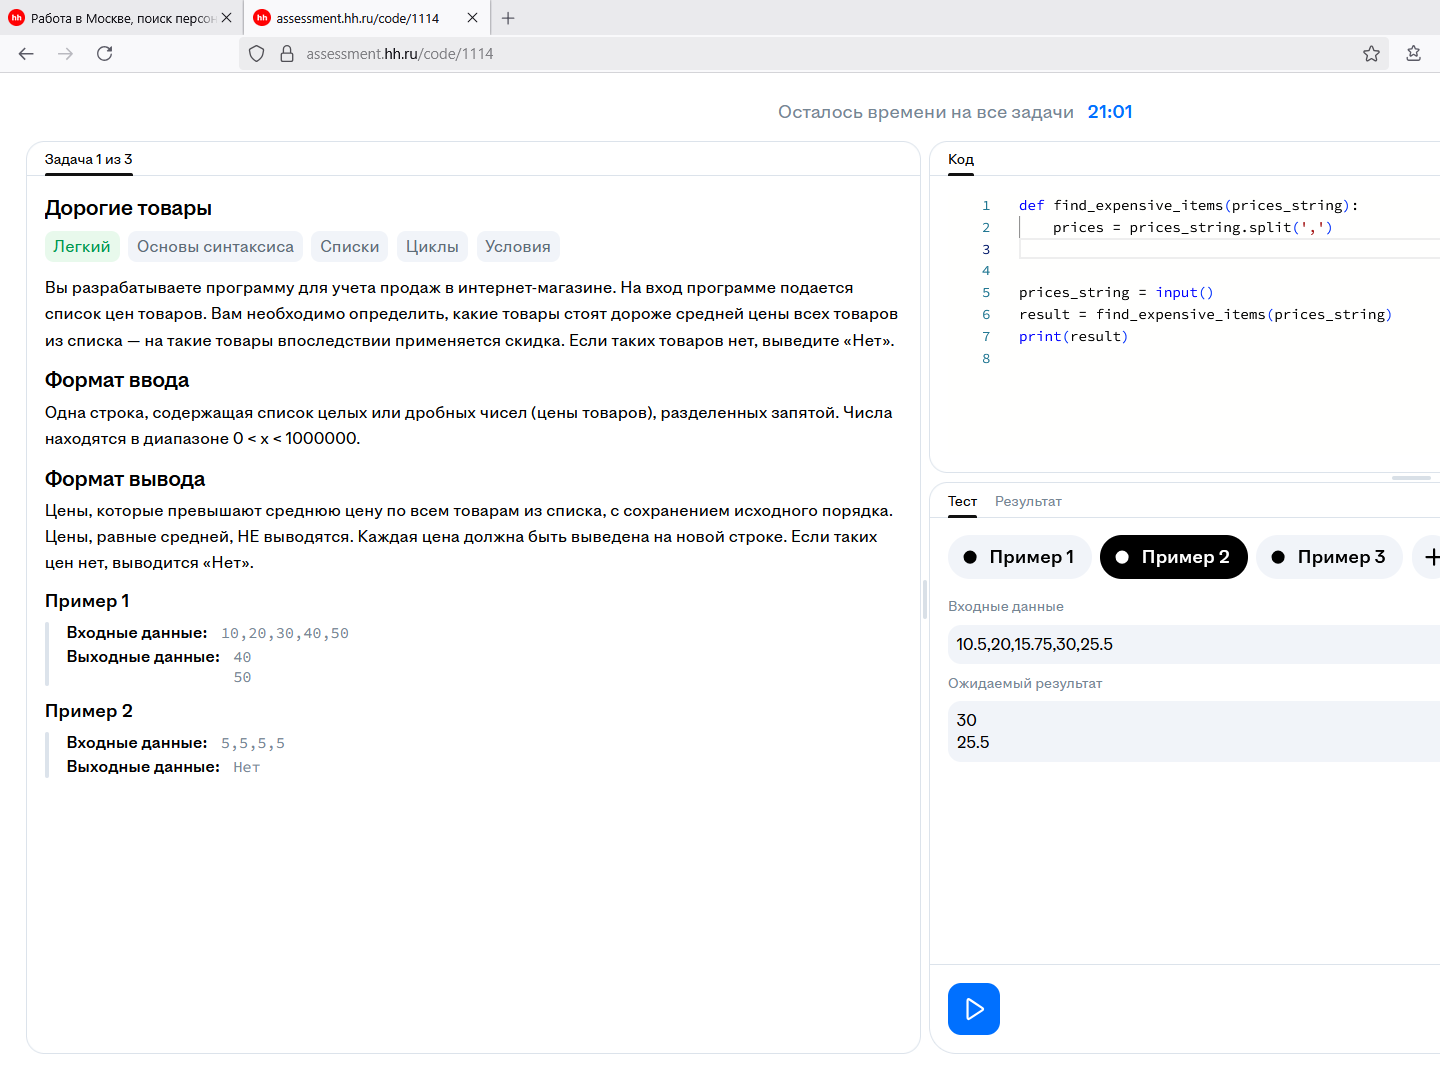 Работа в Москве, поиск персон
assessment.hh.ru/code/1114
assessment.hh.ru/code/1114
Осталось времени на все задачи 21:01
Задача 1 из 3
Дорогие товары
Легкий Основы синтаксиса Списки Циклы Условия
Вы разрабатываете программу для учета продаж в интернет-магазине. На вход программе подается
список цен товаров. Вам необходимо определить, какие товары стоят дороже средней цены всех товаров
из списка — на такие товары впоследствии применяется скидка. Если таких товаров нет, выведите «Нет».
Формат ввода
Одна строка, содержащая список целых или дробных чисел (цены товаров), разделенных запятой. Числа
находятся в диапазоне 0 < x < 1000000.
Формат вывода
Цены, которые превышают среднюю цену по всем товарам из списка, с сохранением исходного порядка.
Цены, равные средней, НЕ выводятся. Каждая цена должна быть выведена на новой строке. Если таких
цен нет, выводится «Нет».
Пример 1
Входные данные: 10,20,30,40,50
Выходные данные: 40
50
Пример 2
Входные данные: 5,5,5,5
Выходные данные: Нет
Код
1 def find_expensive_items(prices_string):
2 prices = prices_string.split(',')
3
4
5 prices_string = input()
6 result = find_expensive_items(prices_string)
7 print(result)
8
Тест Результат
Пример 1 Пример 2 Пример 3
Входные данные
10.5,20,15.75,30,25.5
Ожидаемый результат
30
25.5